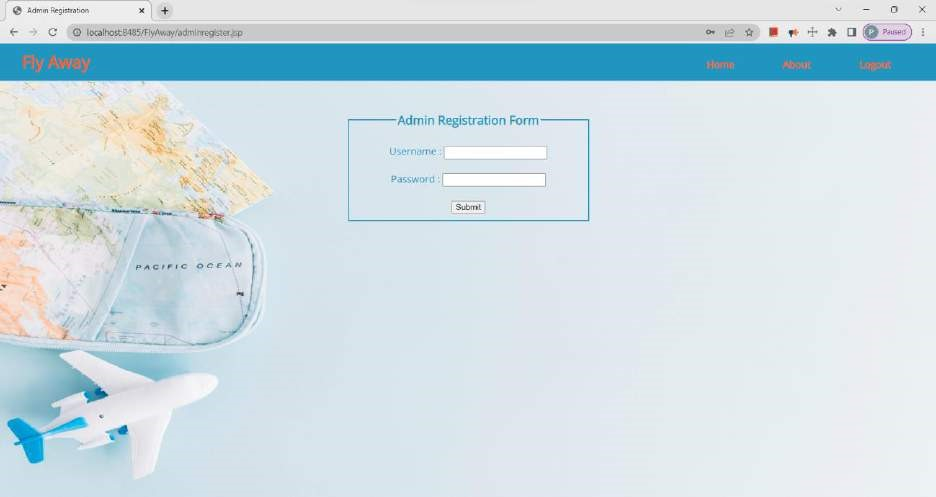 Admin Registration
localhost:8485/FlyAway/adminregister.jsp
P Paused
Fly Away
Home About Logout
Admin Registration Form
Username :
Password :
Submit
PACIFIC OCEAN